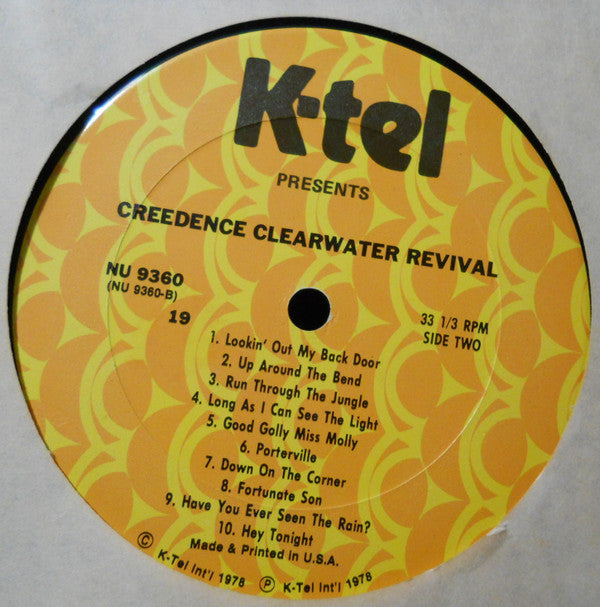 K-tel
PRESENTS
CREEDENCE CLEARWATER REVIVAL
NU 9360
(NU 9360-B)
19
33 1/3 RPM
SIDE TWO
1. Lookin' Out My Back Door
2. Up Around The Bend
3. Run Through The Jungle
4. Long As I Can See The Light
5. Good Golly Miss Molly
6. Porterville
7. Down On The Corner
8. Fortunate Son
9. Have You Ever Seen The Rain?
10. Hey Tonight
Made & Printed in U.S.A.
© K-Tel Int'l 1978 ℗ K-Tel Int'l 1978